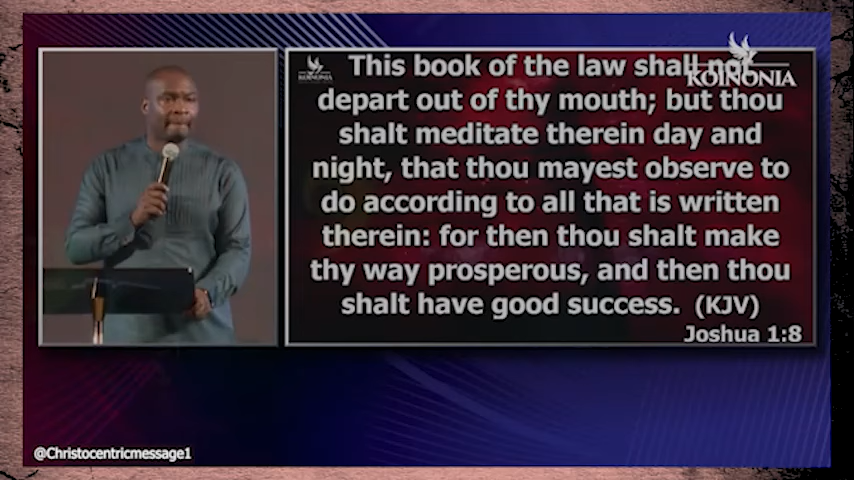 This book of the law shall not
depart out of thy mouth; but thou
shalt meditate therein day and
night, that thou mayest observe to
do according to all that is written
therein: for then thou shalt make
thy way prosperous, and then thou
shalt have good success. (KJV)
Joshua 1:8
KOINONIA
KOINONIA
@Christocentricmessage1